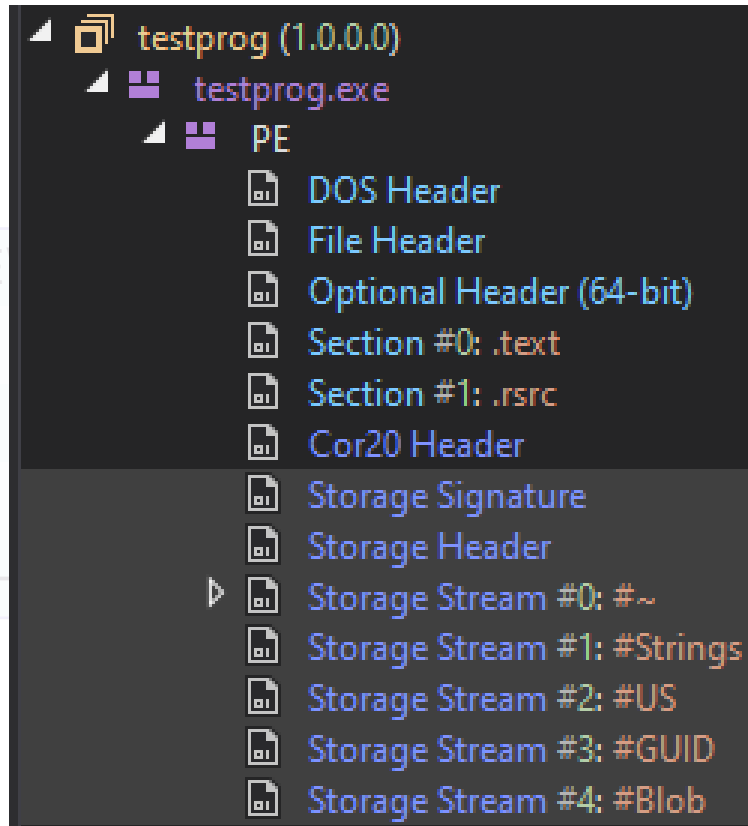 testprog (1.0.0.0)
testprog.exe
PE
DOS Header
File Header
Optional Header (64-bit)
Section #0: .text
Section #1: .rsrc
Cor20 Header
Storage Signature
Storage Header
Storage Stream #0: #~
Storage Stream #1: #Strings
Storage Stream #2: #US
Storage Stream #3: #GUID
Storage Stream #4: #Blob